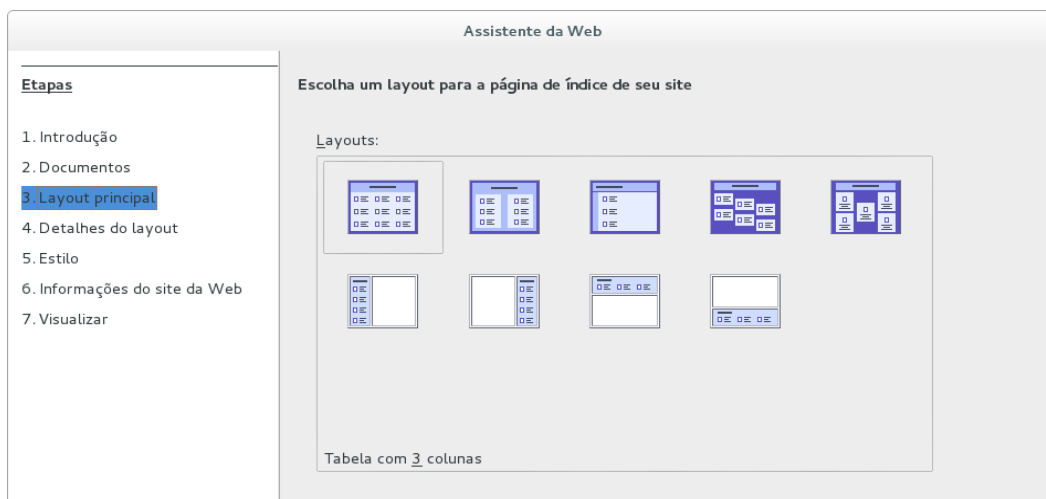 Assistente da Web
Etapas
1. Introdução
2. Documentos
3. Layout principal
4. Detalhes do layout
5. Estilo
6. Informações do site da Web
7. Visualizar
Escolha um layout para a página de índice de seu site
Layouts:
Tabela com 3 colunas